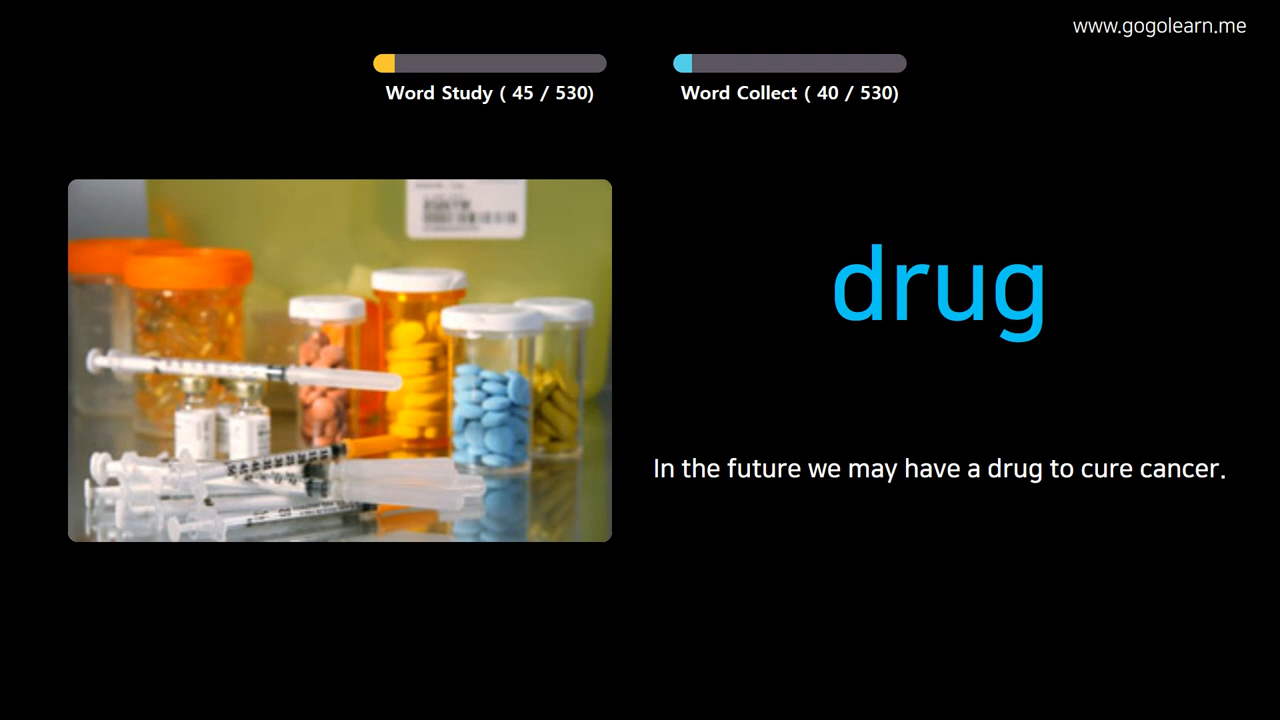 www.gogolearn.me
Word Study ( 45 / 530)
Word Collect ( 40 / 530)
drug
In the future we may have a drug to cure cancer.